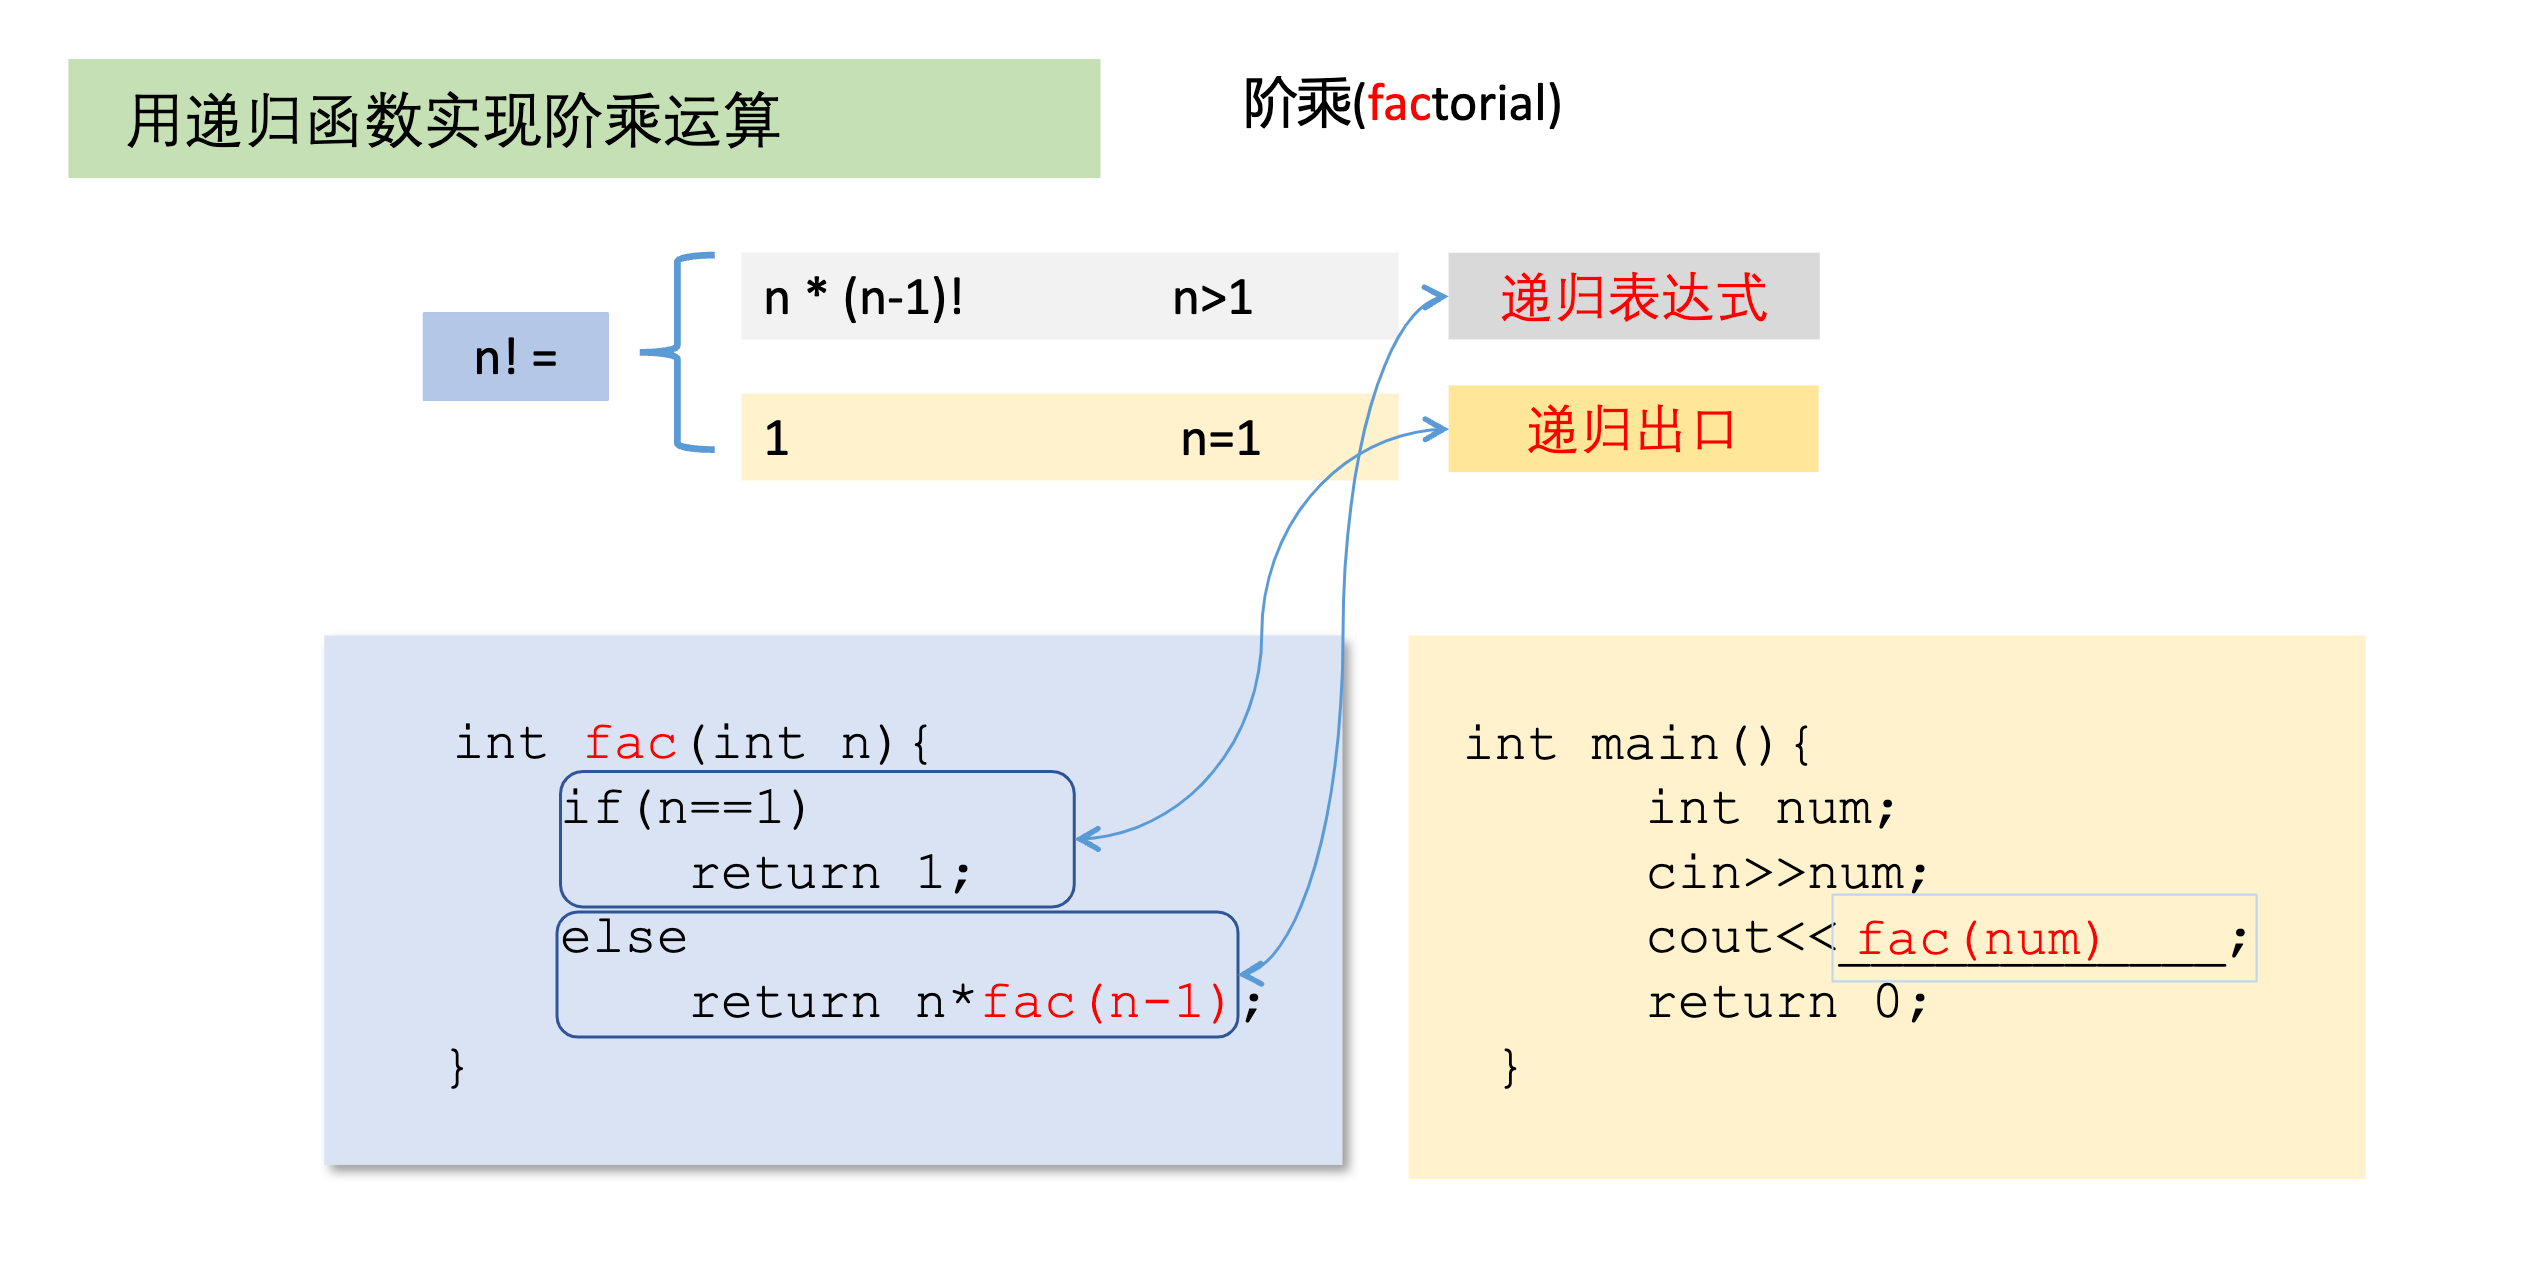 用递归函数实现阶乘运算
阶乘(factorial)
n! =
n * (n-1)! n>1
递归表达式
1 n=1
递归出口
int fac(int n){
if(n==1)
return 1;
else
return n*fac(n-1);
}
int main(){
int num;
cin>>num;
cout<<fac(num);
return 0;
}